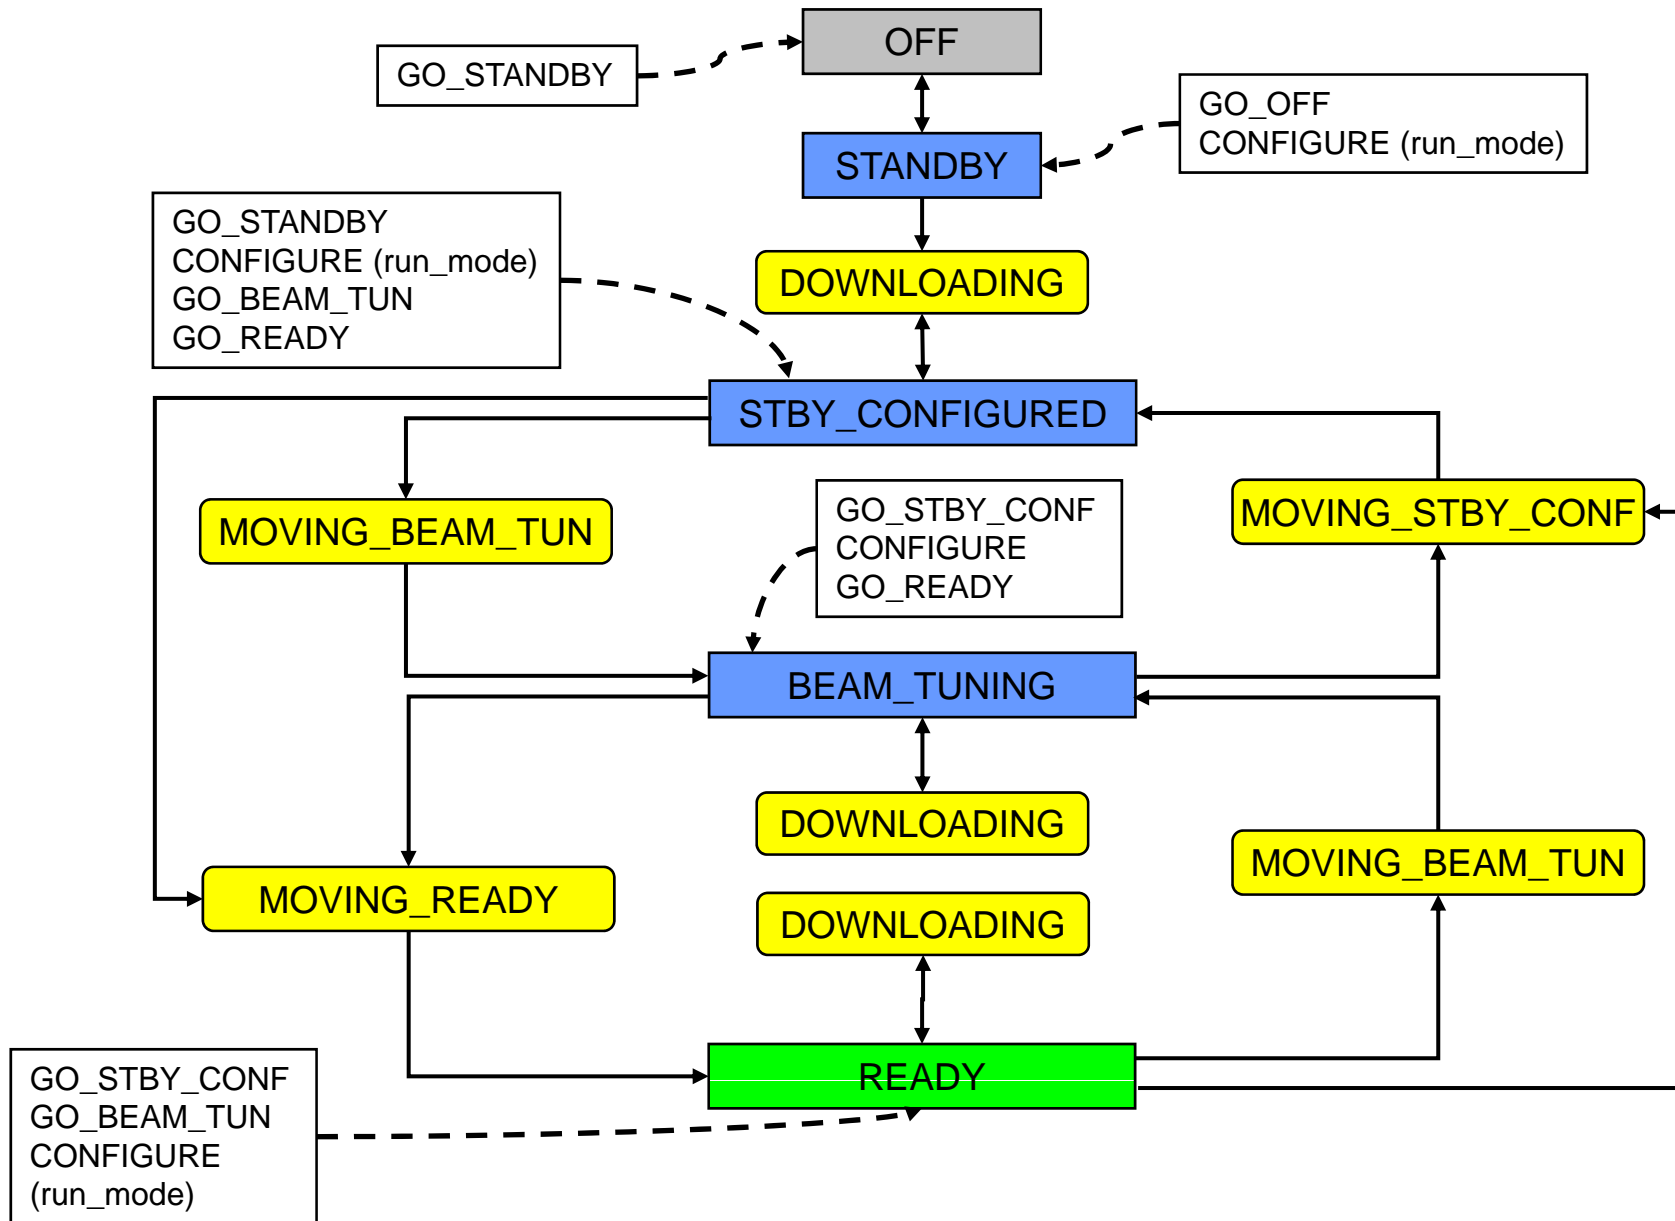 OFF
GO_STANDBY
GO_OFF
CONFIGURE (run_mode)
STANDBY
GO_STANDBY
CONFIGURE (run_mode)
GO_BEAM_TUN
GO_READY
DOWNLOADING
STBY_CONFIGURED
MOVING_BEAM_TUN
GO_STBY_CONF
CONFIGURE
GO_READY
MOVING_STBY_CONF
BEAM_TUNING
DOWNLOADING
MOVING_BEAM_TUN
MOVING_READY
DOWNLOADING
READY
GO_STBY_CONF
GO_BEAM_TUN
CONFIGURE
(run_mode)